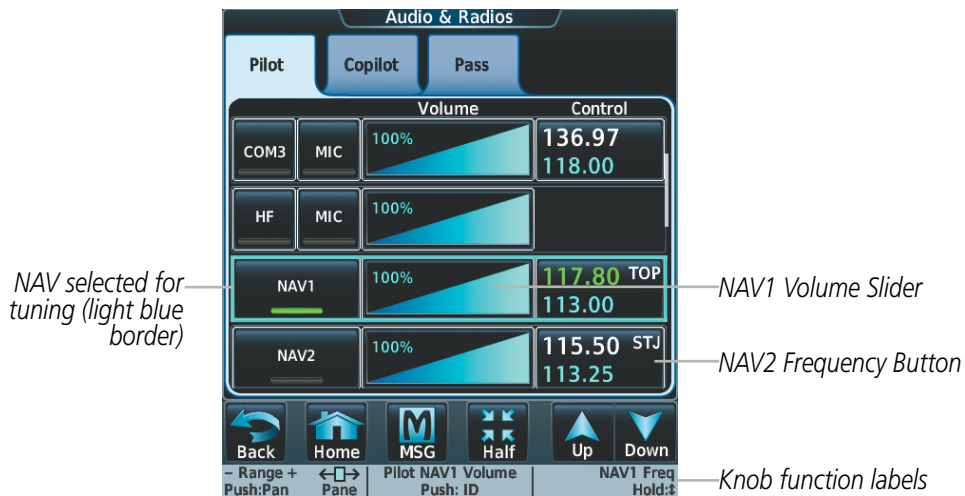 Audio & Radios
Pilot Copilot Pass
Volume Control
COM3 MIC 100% 136.97
118.00
HF MIC 100%
NAV selected for
tuning (light blue
border)
NAV1 100% 117.80 TOP
113.00
NAV1 Volume Slider
NAV2 100% 115.50 STJ
113.25
NAV2 Frequency Button
Back Home MSG Half Up Down
– Range + Pilot NAV1 Volume NAV1 Freq
Push:Pan Pane Push: ID Hold:↕
Knob function labels